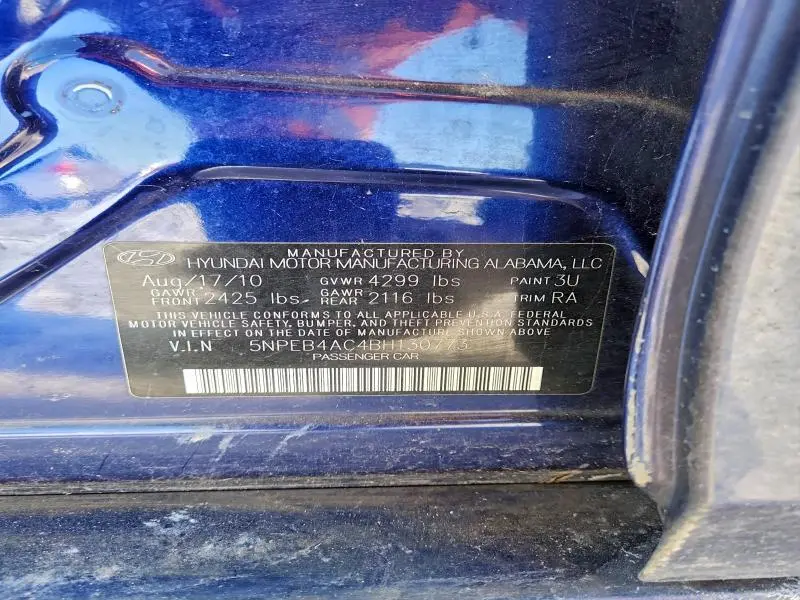 MANUFACTURED BY
HYUNDAI MOTOR MANUFACTURING ALABAMA, LLC
Aug/17/10 GVWR 4299 lbs PAINT 3U
GAWR FRONT 2425 lbs. GAWR REAR 2116 lbs TRIM RA
THIS VEHICLE CONFORMS TO ALL APPLICABLE U.S.A. FEDERAL
MOTOR VEHICLE SAFETY, BUMPER, AND THEFT PREVENTION STANDARDS
IN EFFECT ON THE DATE OF MANUFACTURE SHOWN ABOVE.
V.I.N 5NPEB4AC4BH130773
PASSENGER CAR